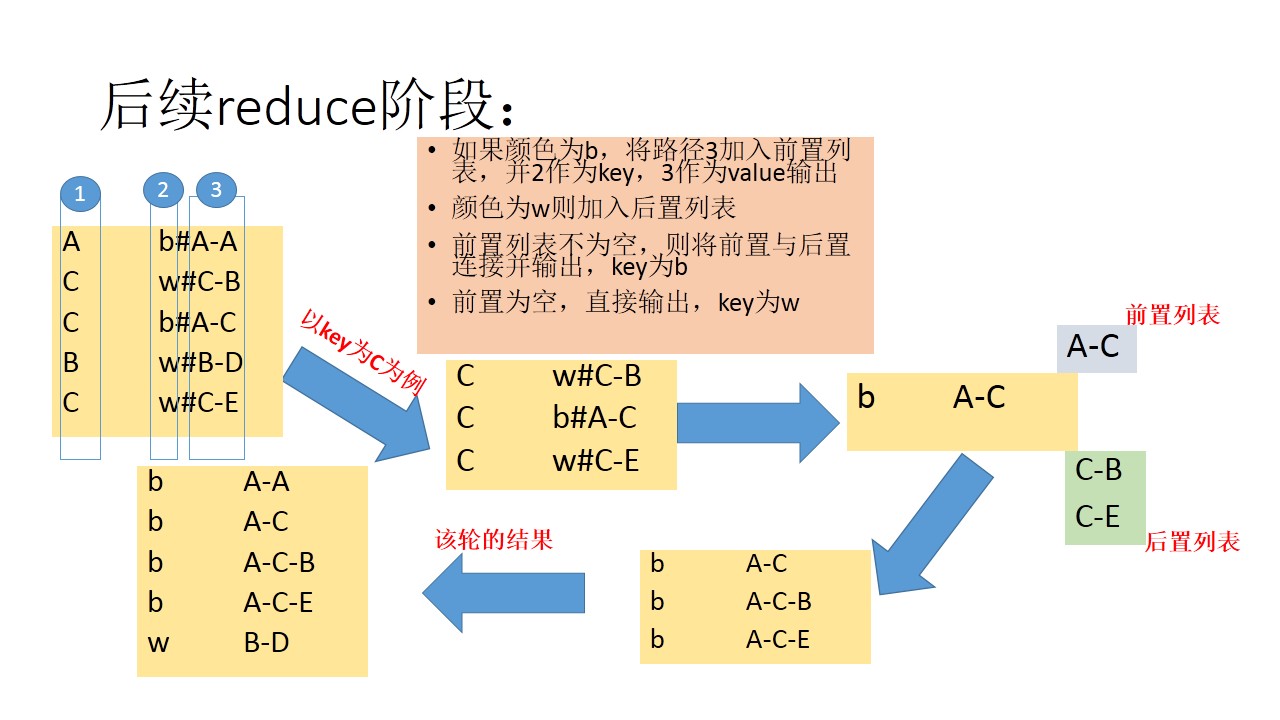 后续reduce阶段：
• 如果颜色为b，将路径3加入前置列
表，并2作为key，3作为value输出
• 颜色为w则加入后置列表
• 前置列表不为空，则将前置与后置
连接并输出，key为b
• 前置为空，直接输出，key为w
1 2 3
A b#A-A
C w#C-B
C b#A-C
B w#B-D
C w#C-E
以key为C为例
C w#C-B
C b#A-C
C w#C-E
前置列表
A-C
b A-C
C-B
C-E
后置列表
b A-C
b A-C-B
b A-C-E
该轮的结果
b A-A
b A-C
b A-C-B
b A-C-E
w B-D